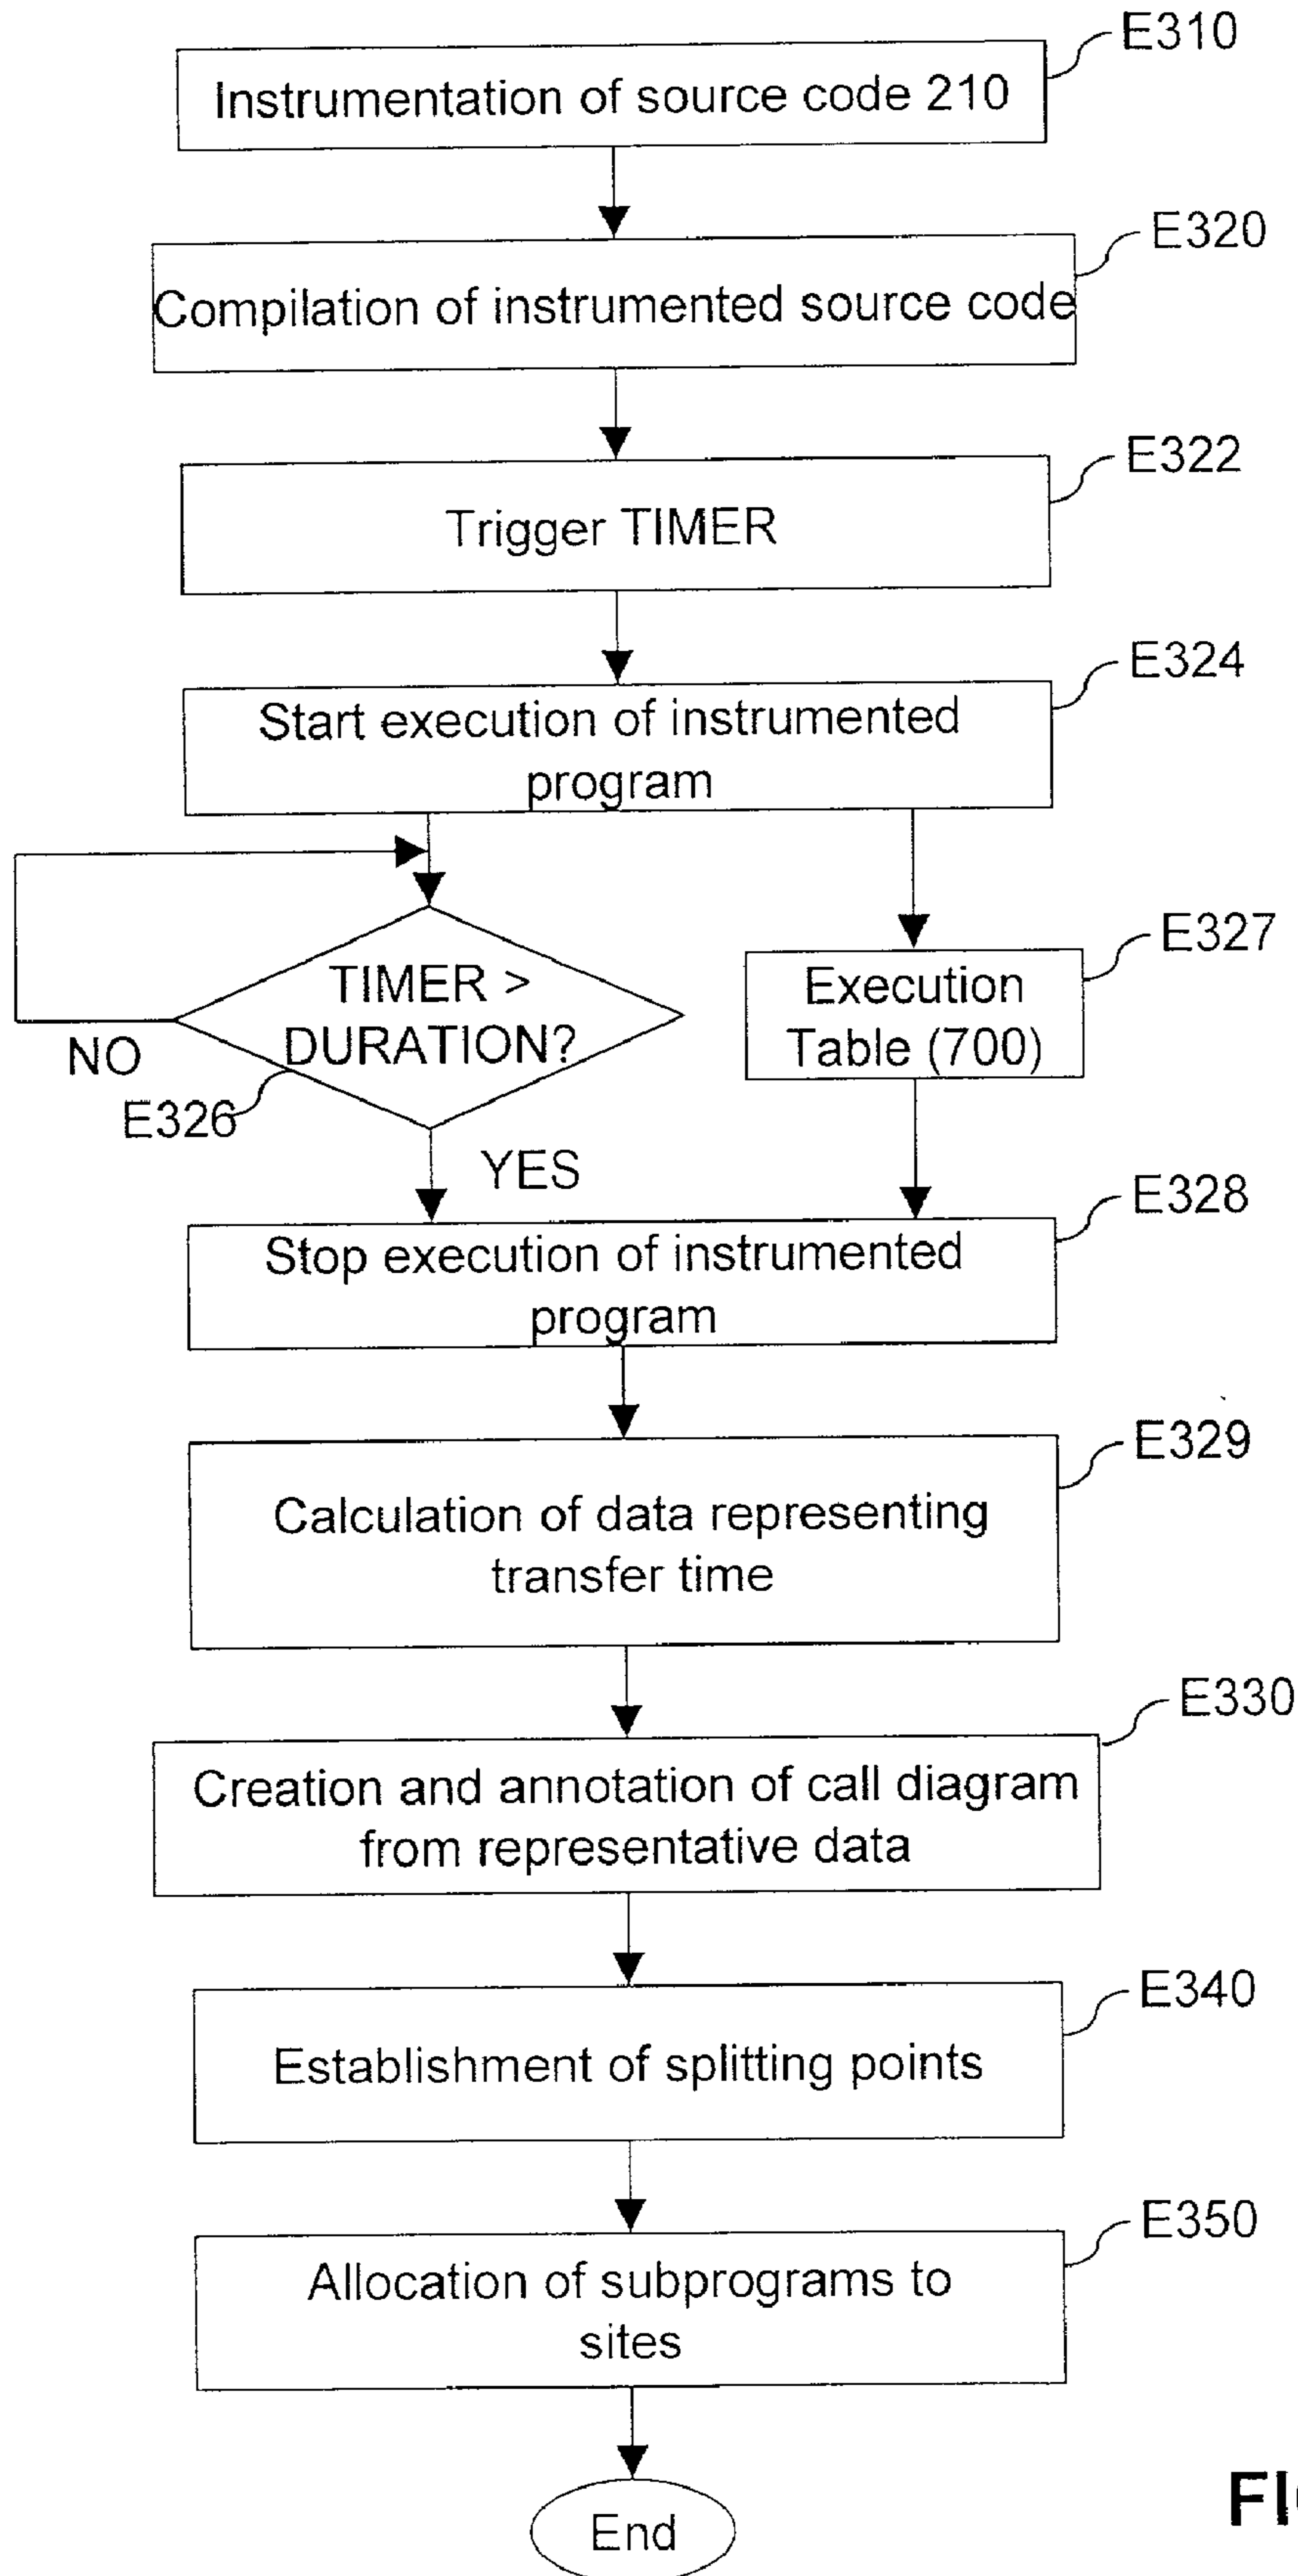 E310
Instrumentation of source code 210
E320
Compilation of instrumented source code
E322
Trigger TIMER
E324
Start execution of instrumented
program
TIMER >
DURATION?
NO
E326
YES
E327
Execution
Table (700)
E328
Stop execution of instrumented
program
E329
Calculation of data representing
transfer time
E330
Creation and annotation of call diagram
from representative data
E340
Establishment of splitting points
E350
Allocation of subprograms to
sites
End